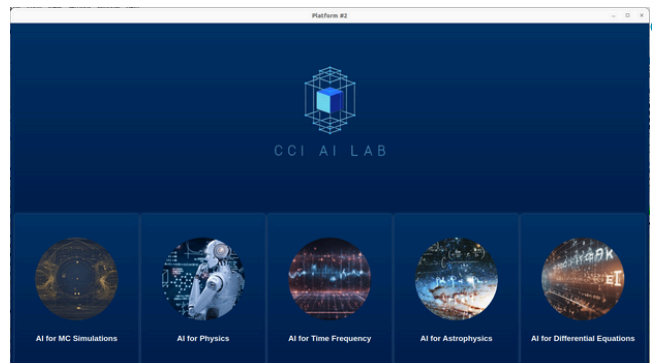 Platform #2
CCI AI LAB
AI for MC Simulations
AI for Physics
AI for Time Frequency
AI for Astrophysics
AI for Differential Equations